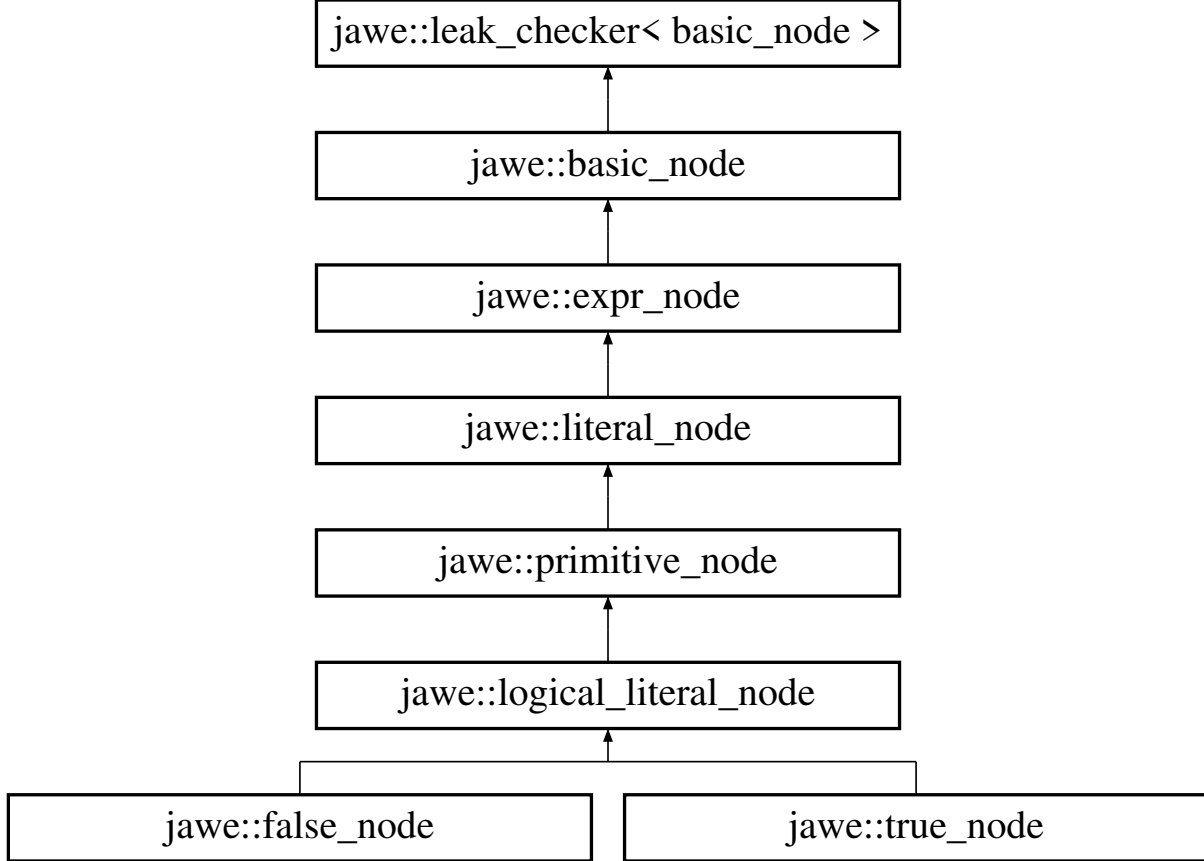 jawe::leak_checker< basic_node >
jawe::basic_node
jawe::expr_node
jawe::literal_node
jawe::primitive_node
jawe::logical_literal_node
jawe::false_node
jawe::true_node